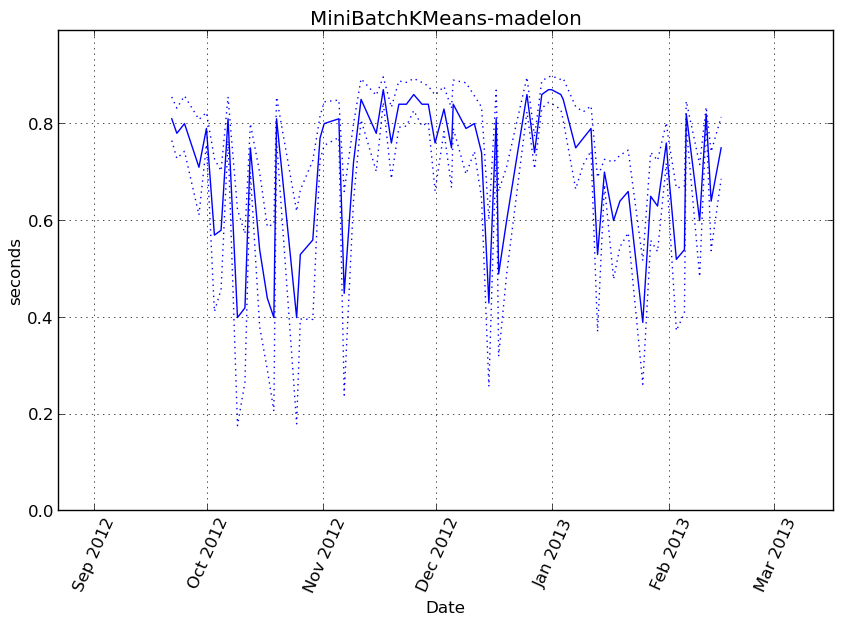 MiniBatchKMeans-madelon
seconds
0.8
0.6
0.4
0.2
0.0
Sep 2012
Oct 2012
Nov 2012
Dec 2012
Jan 2013
Feb 2013
Mar 2013
Date